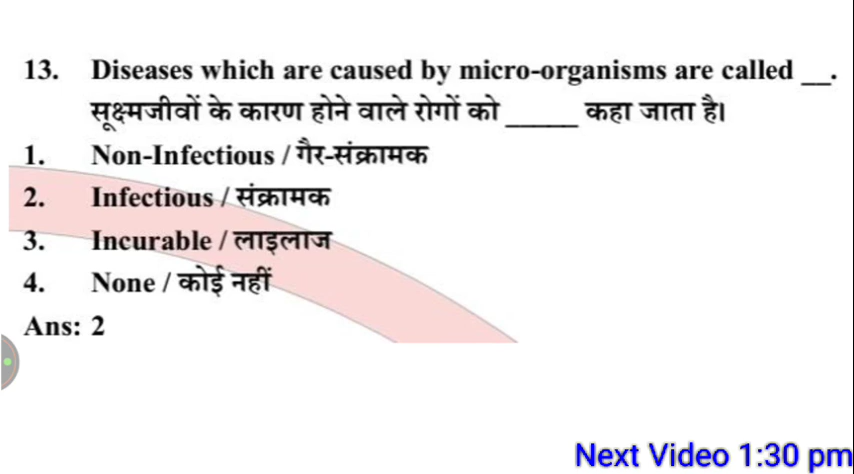 13. Diseases which are caused by micro-organisms are called __.
सूक्ष्मजीवों के कारण होने वाले रोगों को ______ कहा जाता है।
1. Non-Infectious / गैर-संक्रामक
2. Infectious / संक्रामक
3. Incurable / लाइलाज
4. None / कोई नहीं
Ans: 2
Next Video 1:30 pm